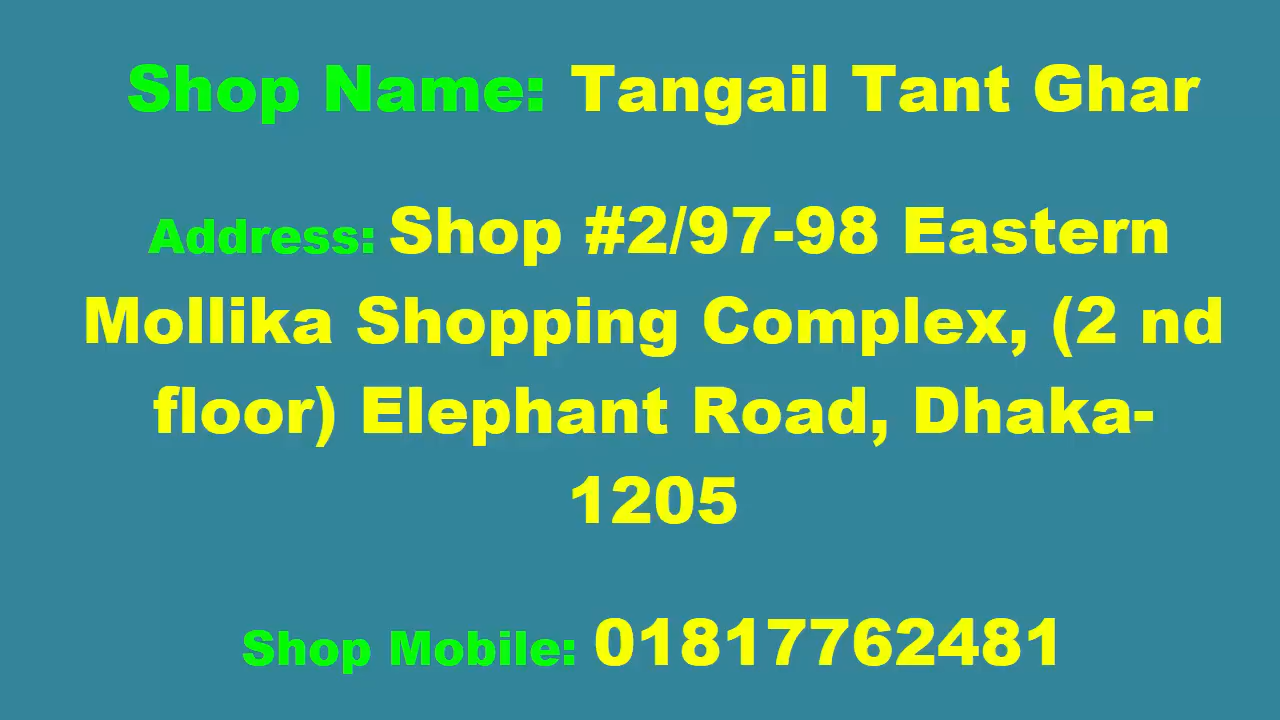 Shop Name: Tangail Tant Ghar
Address: Shop #2/97-98 Eastern
Mollika Shopping Complex, (2 nd
floor) Elephant Road, Dhaka-
1205
Shop Mobile: 01817762481